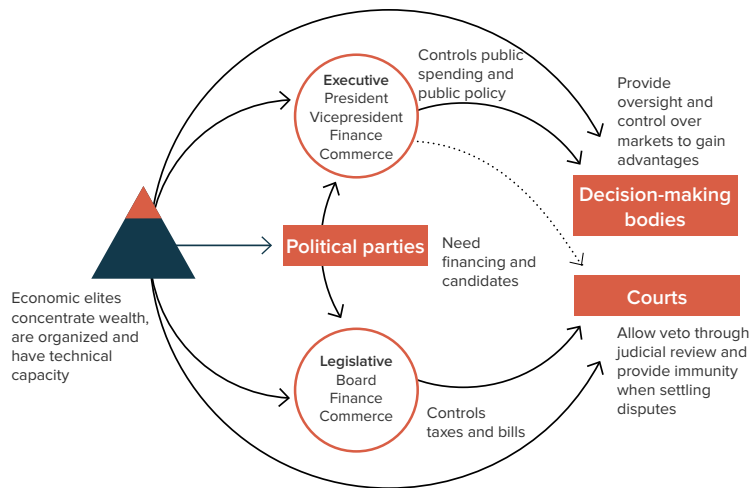 Controls public
spending and
public policy
Executive
President
Vicepresident
Finance
Commerce
Provide
oversight and
control over
markets to gain
advantages
Decision-making
bodies
Political parties
Need
financing and
candidates
Economic elites
concentrate wealth,
are organized and
have technical
capacity
Courts
Allow veto through
judicial review and
provide immunity
when settling
disputes
Legislative
Board
Finance
Commerce
Controls
taxes and bills